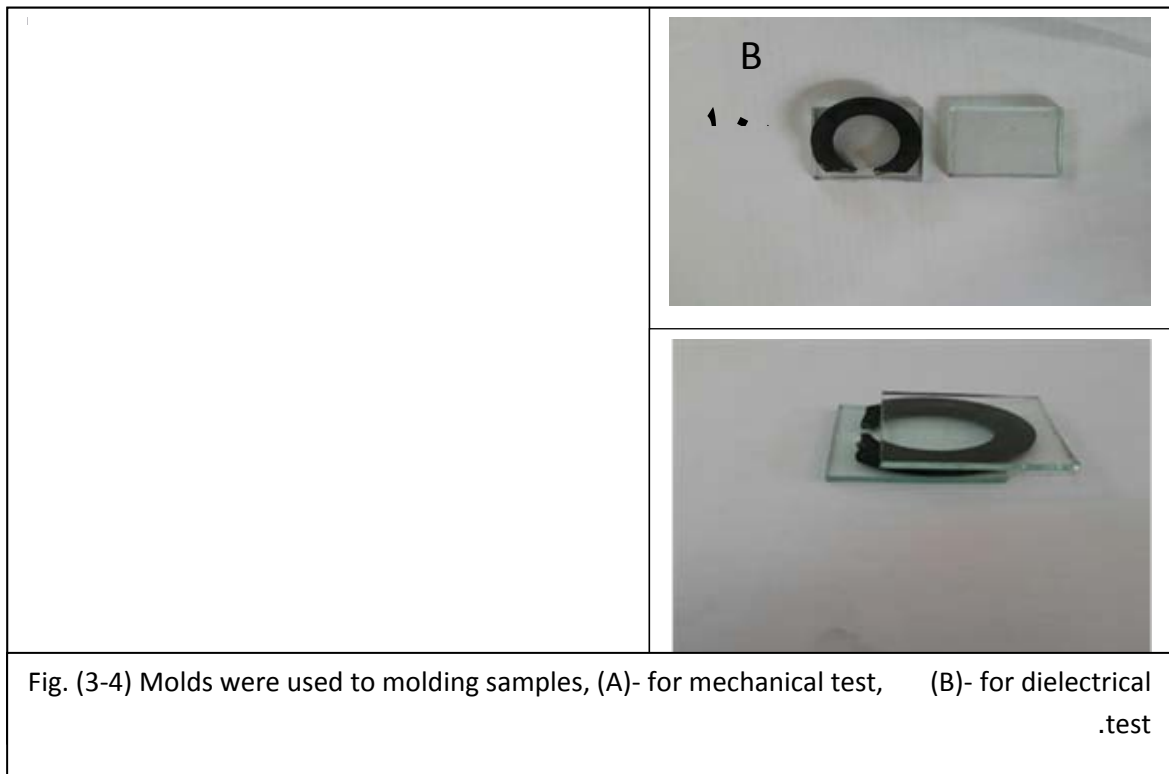 B
Fig. (3-4) Molds were used to molding samples, (A)- for mechanical test, (B)- for dielectrical
.test